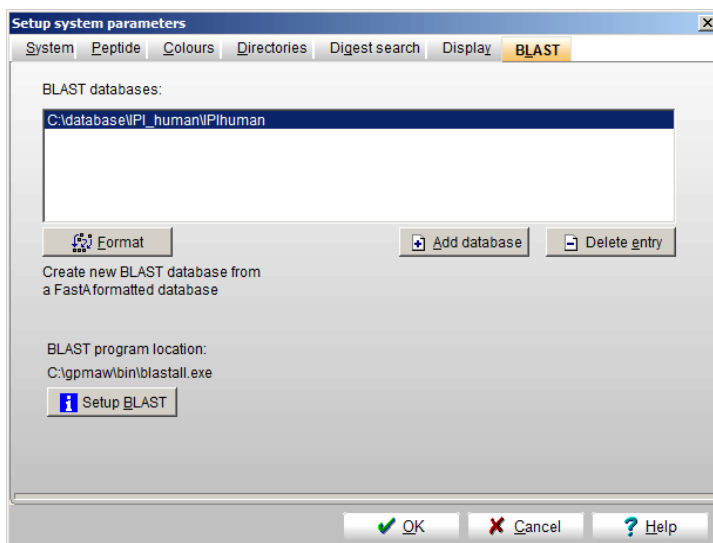 Setup system parameters
System Peptide Colours Directories Digest search Display BLAST
BLAST databases:
C:\database\IPI_human\IPIhuman
Format Add database Delete entry
Create new BLAST database from
a FastA formatted database
BLAST program location:
C:\gpmaw\bin\blastall.exe
Setup BLAST
OK Cancel Help